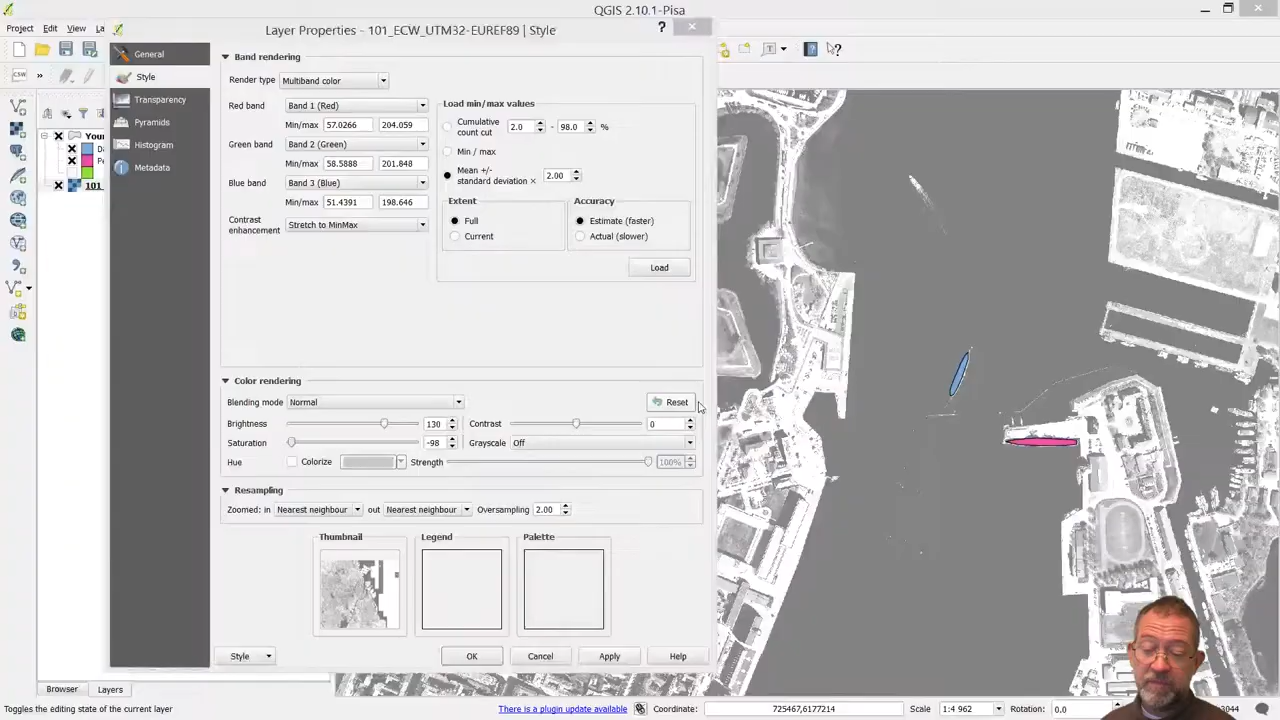 QGIS 2.10.1-Pisa
Project Edit View La
Layer Properties - 101_ECW_UTM32-EUREF89 | Style
General
Style
Transparency
Pyramids
Histogram
Metadata
CSW
»
You
D
P
101
Band rendering
Render type Multiband color
Red band Band 1 (Red)
Min/max 57.0266 204.059
Green band Band 2 (Green)
Min/max 58.5888 201.848
Blue band Band 3 (Blue)
Min/max 51.4391 198.646
Contrast enhancement Stretch to MinMax
Load min/max values
Cumulative count cut 2.0 - 98.0 %
Min / max
Mean +/- standard deviation × 2.00
Extent
Full
Current
Accuracy
Estimate (faster)
Actual (slower)
Load
Color rendering
Blending mode Normal Reset
Brightness 130 Contrast 0
Saturation -98 Grayscale Off
Hue Colorize Strength 100%
Resampling
Zoomed: in Nearest neighbour out Nearest neighbour Oversampling 2.00
Thumbnail Legend Palette
Style OK Cancel Apply Help
Browser Layers
Toggles the editing state of the current layer There is a plugin update available Coordinate: 725467,6177214 Scale 1:4 962 Rotation: 0.0 3044